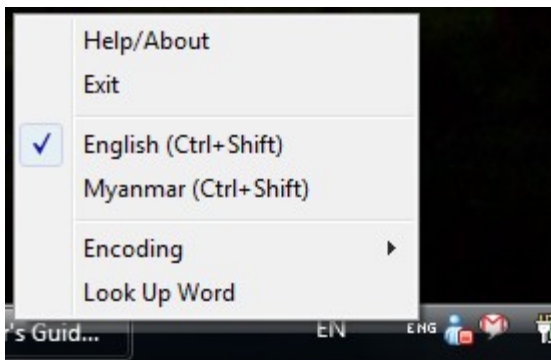 Help/About
Exit
English (Ctrl+Shift)
Myanmar (Ctrl+Shift)
Encoding
Look Up Word
's Guid... EN ENG